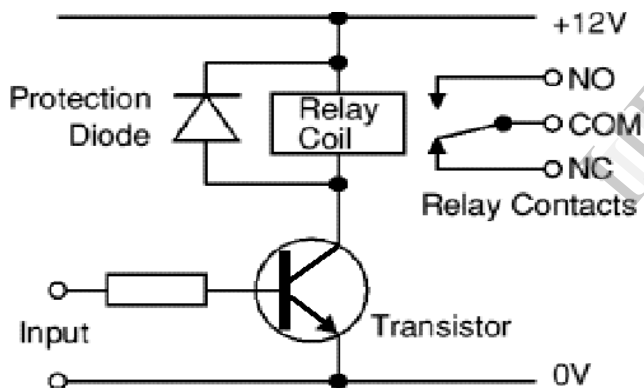 +12V
NO
Protection
Diode
Relay
Coil
COM
NC
Relay Contacts
Input
Transistor
0V